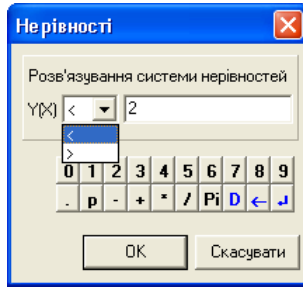 Нерівності
Розв'язування системи нерівностей
Y(X) < 2
<
>
0 1 2 3 4 5 6 7 8 9
. p - + * / Pi D ← ↲
OK Скасувати